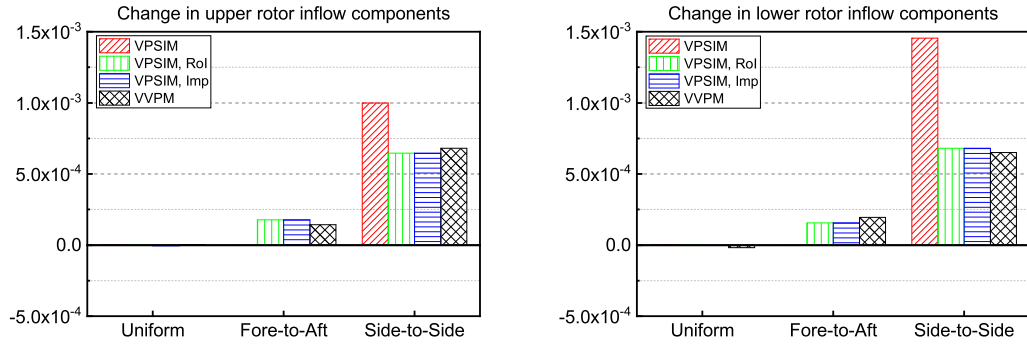 Change in upper rotor inflow components
1.5x10⁻³
1.0x10⁻³
5.0x10⁻⁴
0.0
-5.0x10⁻⁴
VPSIM
VPSIM, RoI
VPSIM, Imp
VVPM
Uniform Fore-to-Aft Side-to-Side
Change in lower rotor inflow components
1.5x10⁻³
1.0x10⁻³
5.0x10⁻⁴
0.0
-5.0x10⁻⁴
VPSIM
VPSIM, RoI
VPSIM, Imp
VVPM
Uniform Fore-to-Aft Side-to-Side